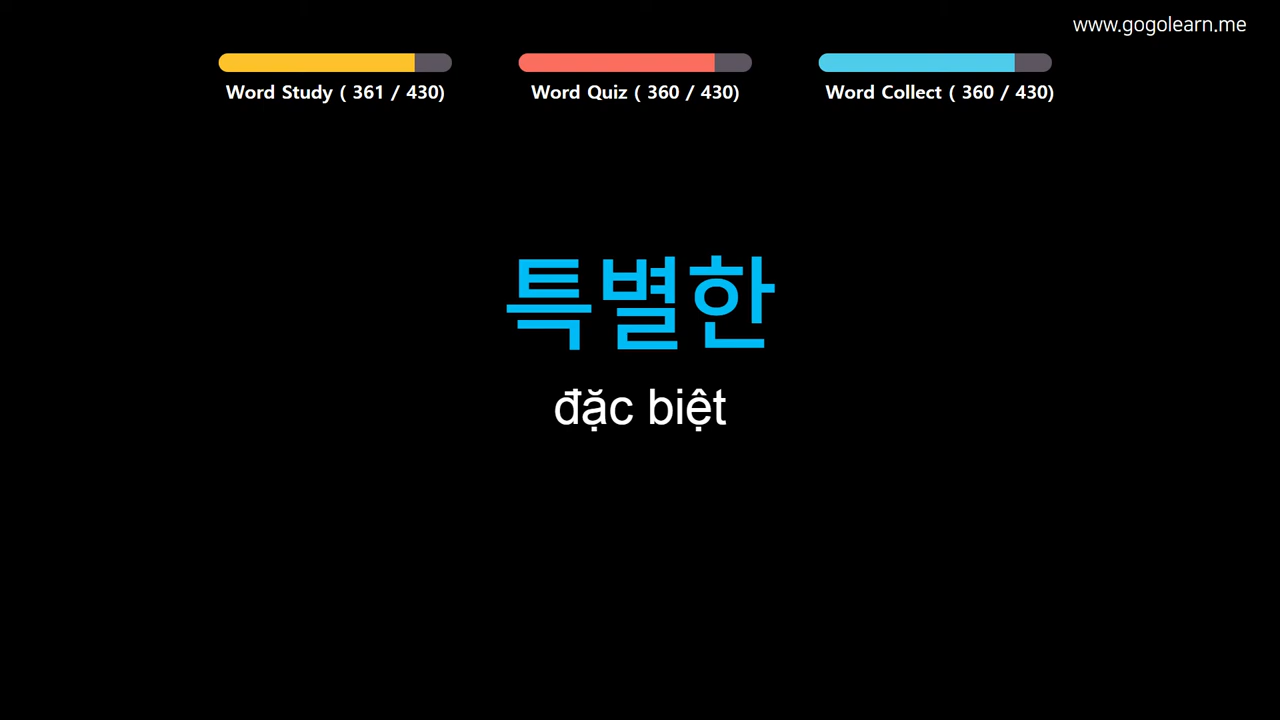 www.gogolearn.me
Word Study ( 361 / 430)
Word Quiz ( 360 / 430)
Word Collect ( 360 / 430)
특별한
đặc biệt